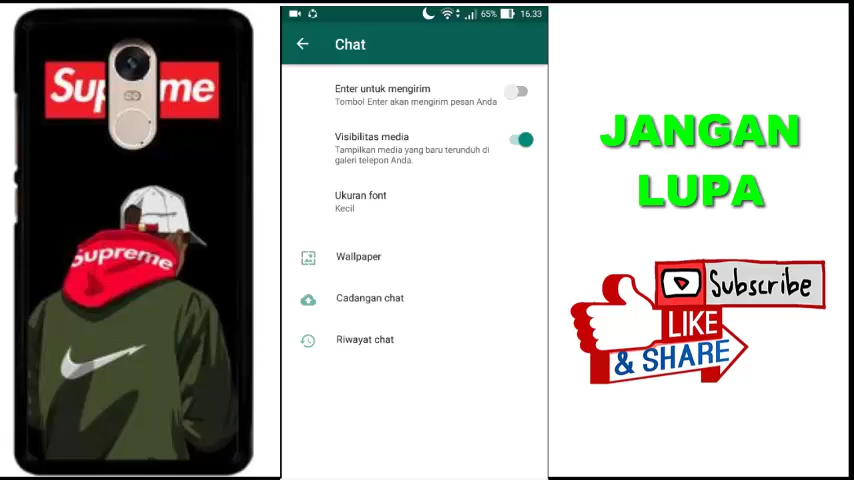 Supreme
Supreme
65% 16.33
Chat
Enter untuk mengirim
Tombol Enter akan mengirim pesan Anda
Visibilitas media
Tampilkan media yang baru terunduh di
galeri telepon Anda.
Ukuran font
Kecil
Wallpaper
Cadangan chat
Riwayat chat
JANGAN
LUPA
Subscribe
LIKE
& SHARE